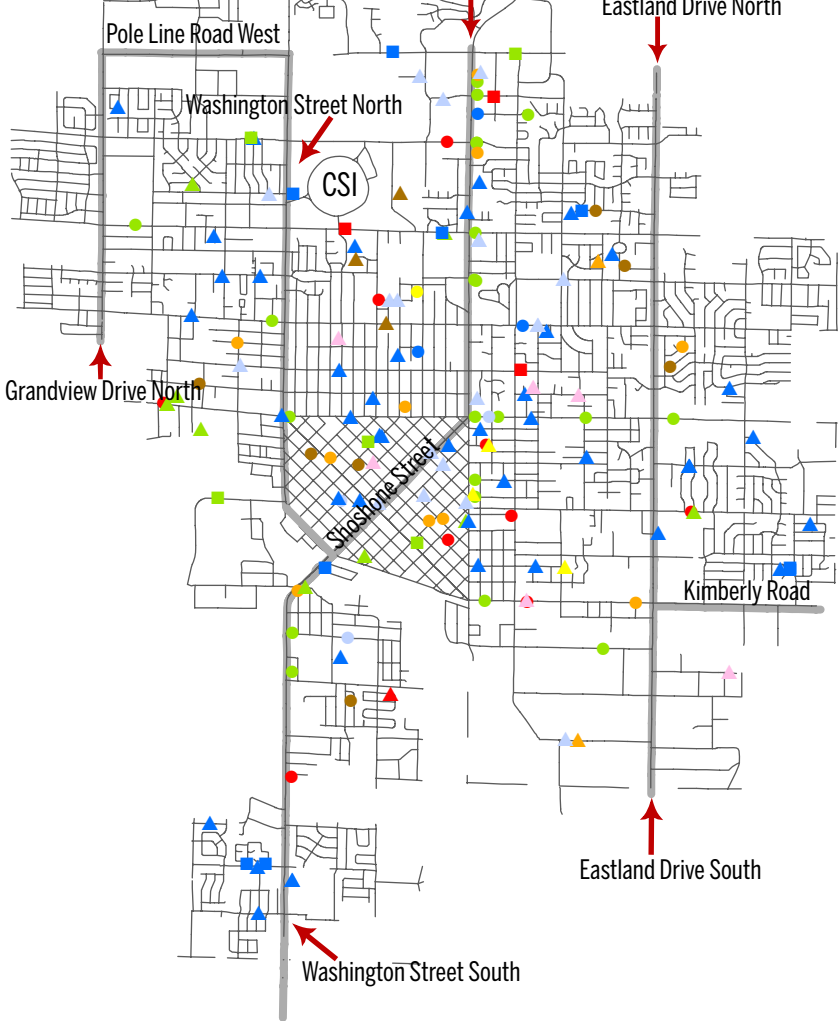 Eastland Drive North
Pole Line Road West
Washington Street North
CSI
Grandview Drive North
Shoshone Street
Kimberly Road
Eastland Drive South
Washington Street South